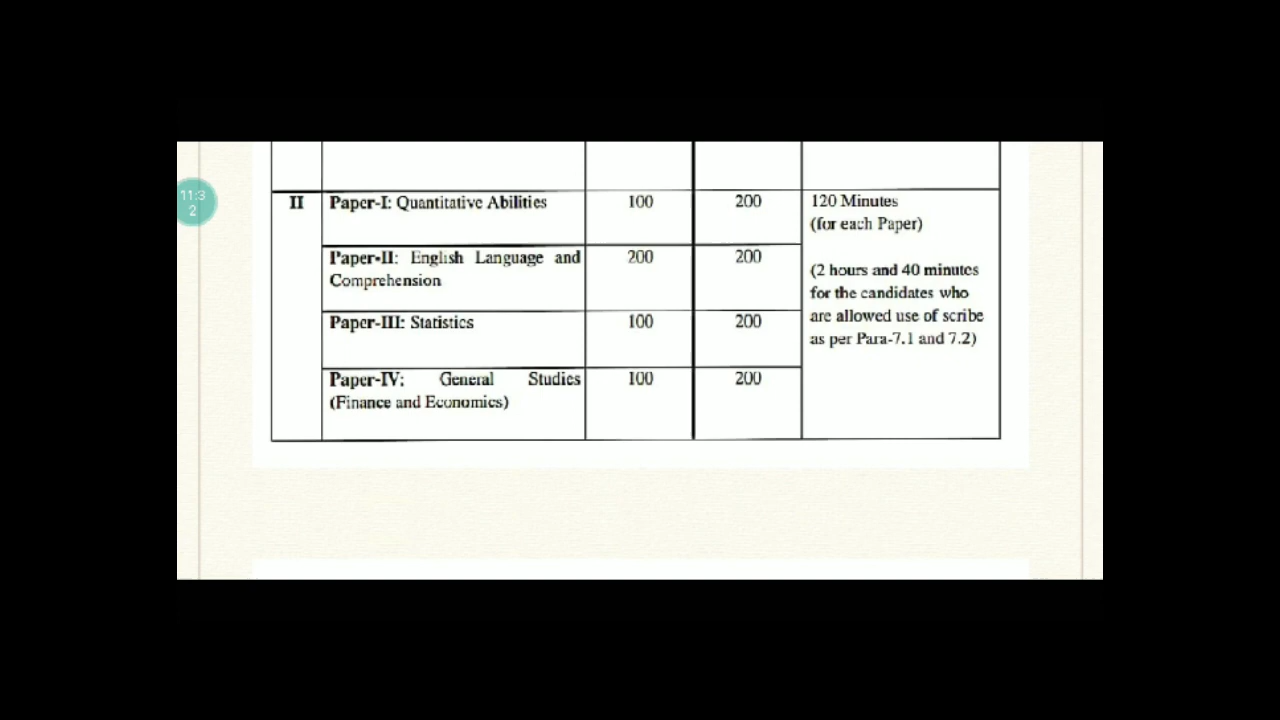 11:3
2
II
Paper-I: Quantitative Abilities
100
200
120 Minutes
(for each Paper)
Paper-II: English Language and
Comprehension
200
200
(2 hours and 40 minutes
for the candidates who
are allowed use of scribe
as per Para-7.1 and 7.2)
Paper-III: Statistics
100
200
Paper-IV: General Studies
(Finance and Economics)
100
200